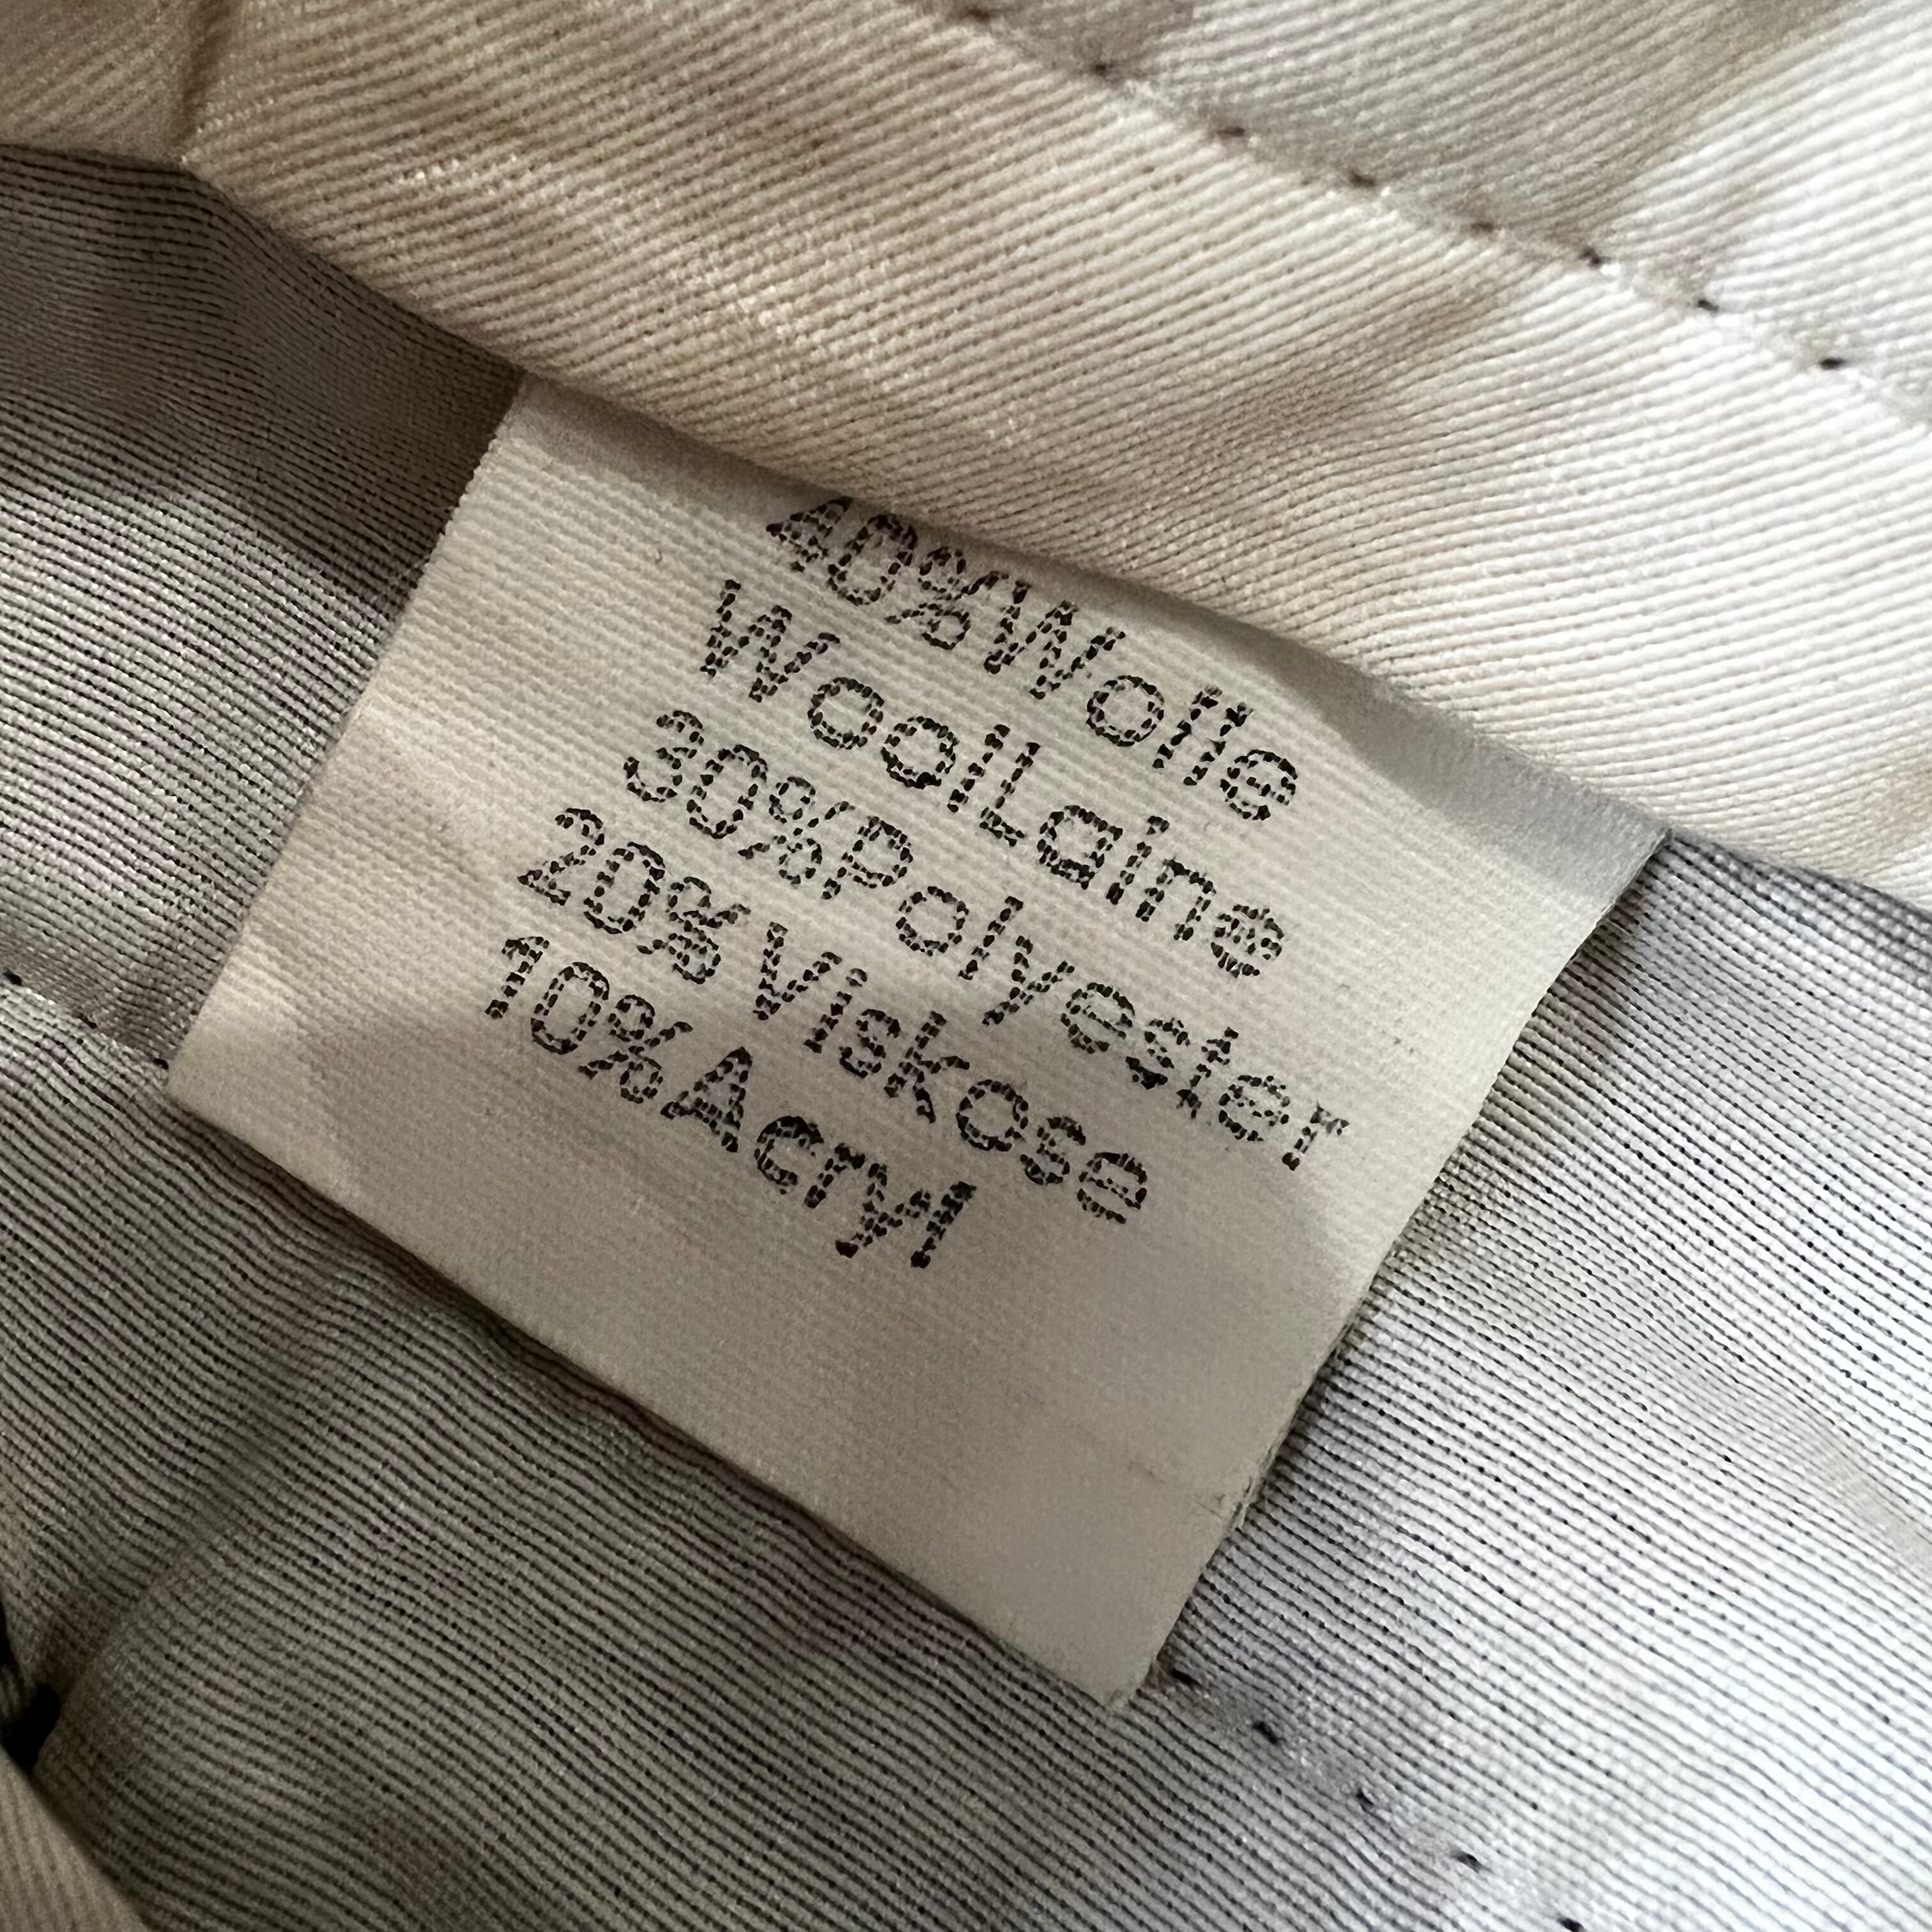 40%Wolle
WoolLaine
30%Polyester
20%Viskose
10%Acryl